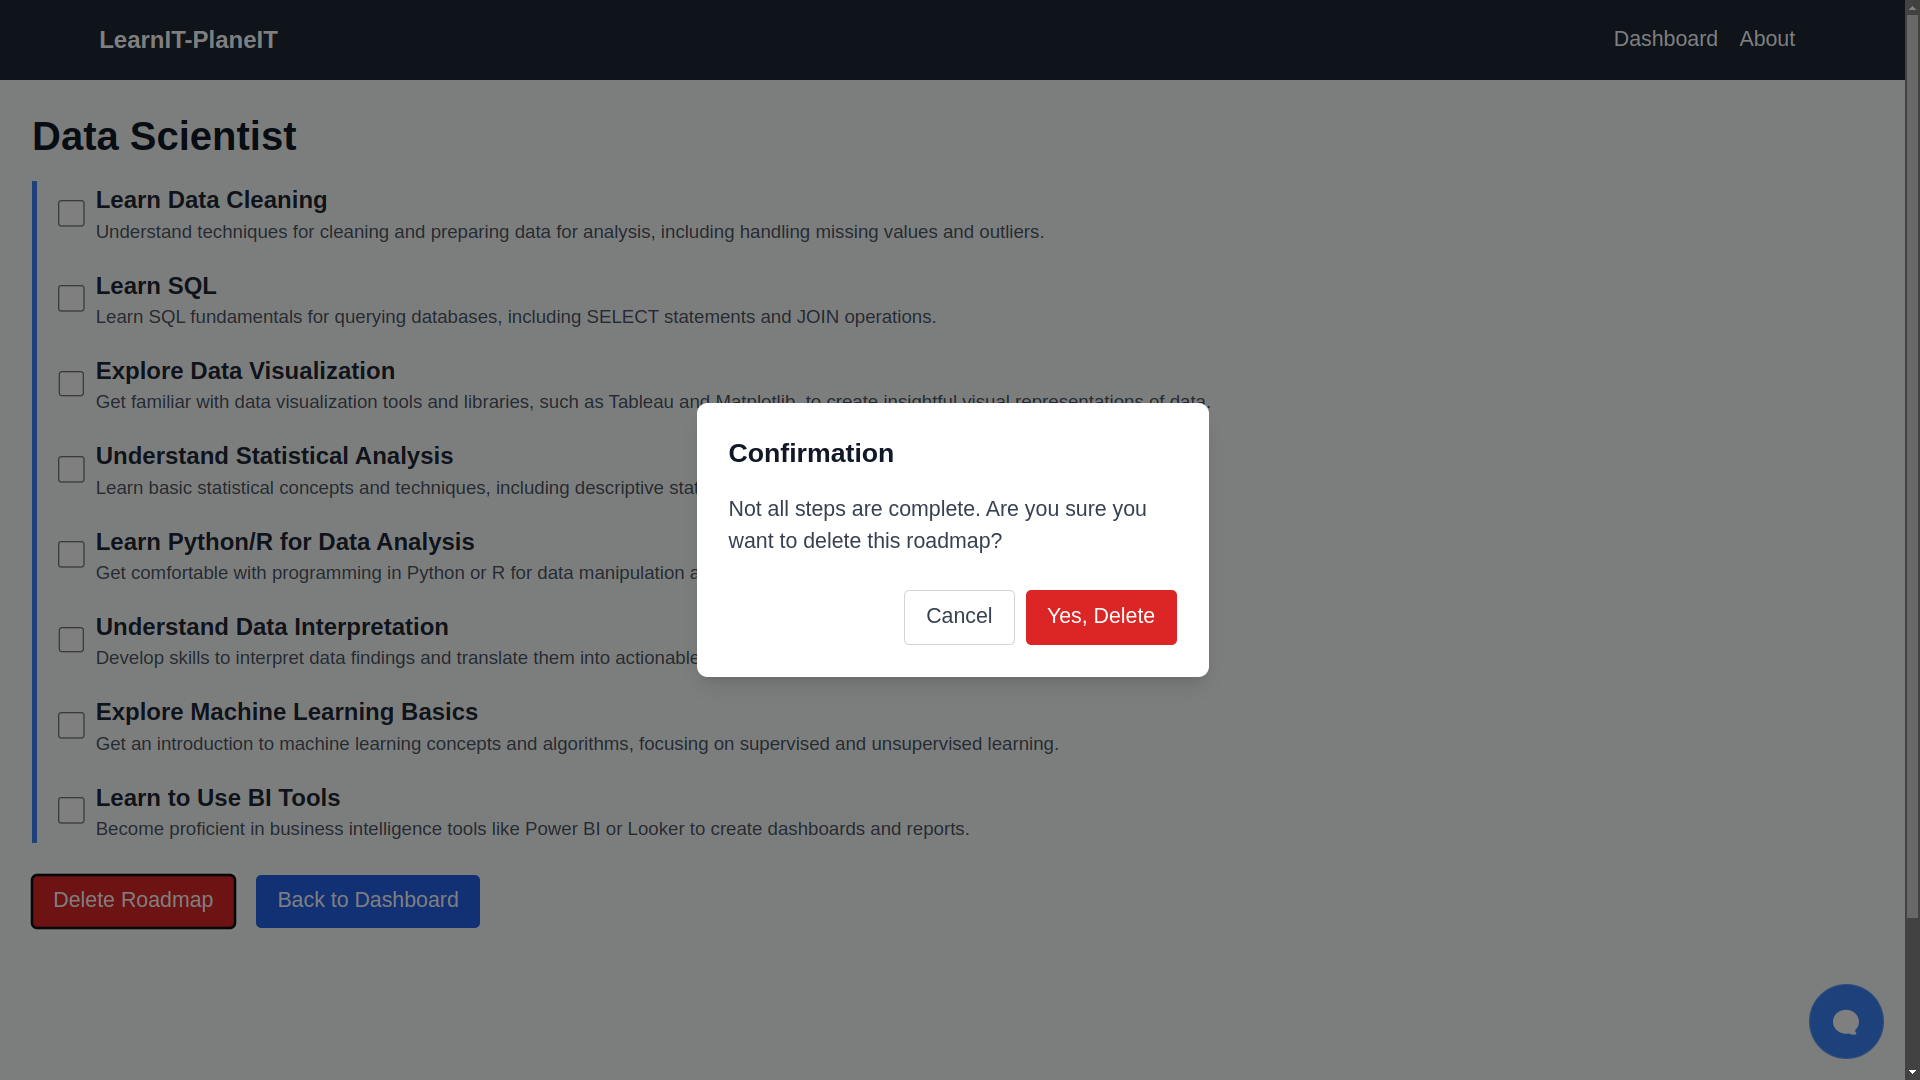 LearnIT-PlaneIT
Dashboard About
Data Scientist
Learn Data Cleaning
Understand techniques for cleaning and preparing data for analysis, including handling missing values and outliers.
Learn SQL
Learn SQL fundamentals for querying databases, including SELECT statements and JOIN operations.
Explore Data Visualization
Get familiar with data visualization tools and libraries, such as Tableau and Matplotlib, to create insightful visual representations of data.
Understand Statistical Analysis
Learn basic statistical concepts and techniques, including descriptive
Learn Python/R for Data Analysis
Get comfortable with programming in Python or R for data manipulation
Understand Data Interpretation
Develop skills to interpret data findings and translate them into actionable
Explore Machine Learning Basics
Get an introduction to machine learning concepts and algorithms, focusing on supervised and unsupervised learning.
Learn to Use BI Tools
Become proficient in business intelligence tools like Power BI or Looker to create dashboards and reports.
Delete Roadmap Back to Dashboard
Confirmation
Not all steps are complete. Are you sure you
want to delete this roadmap?
Cancel Yes, Delete